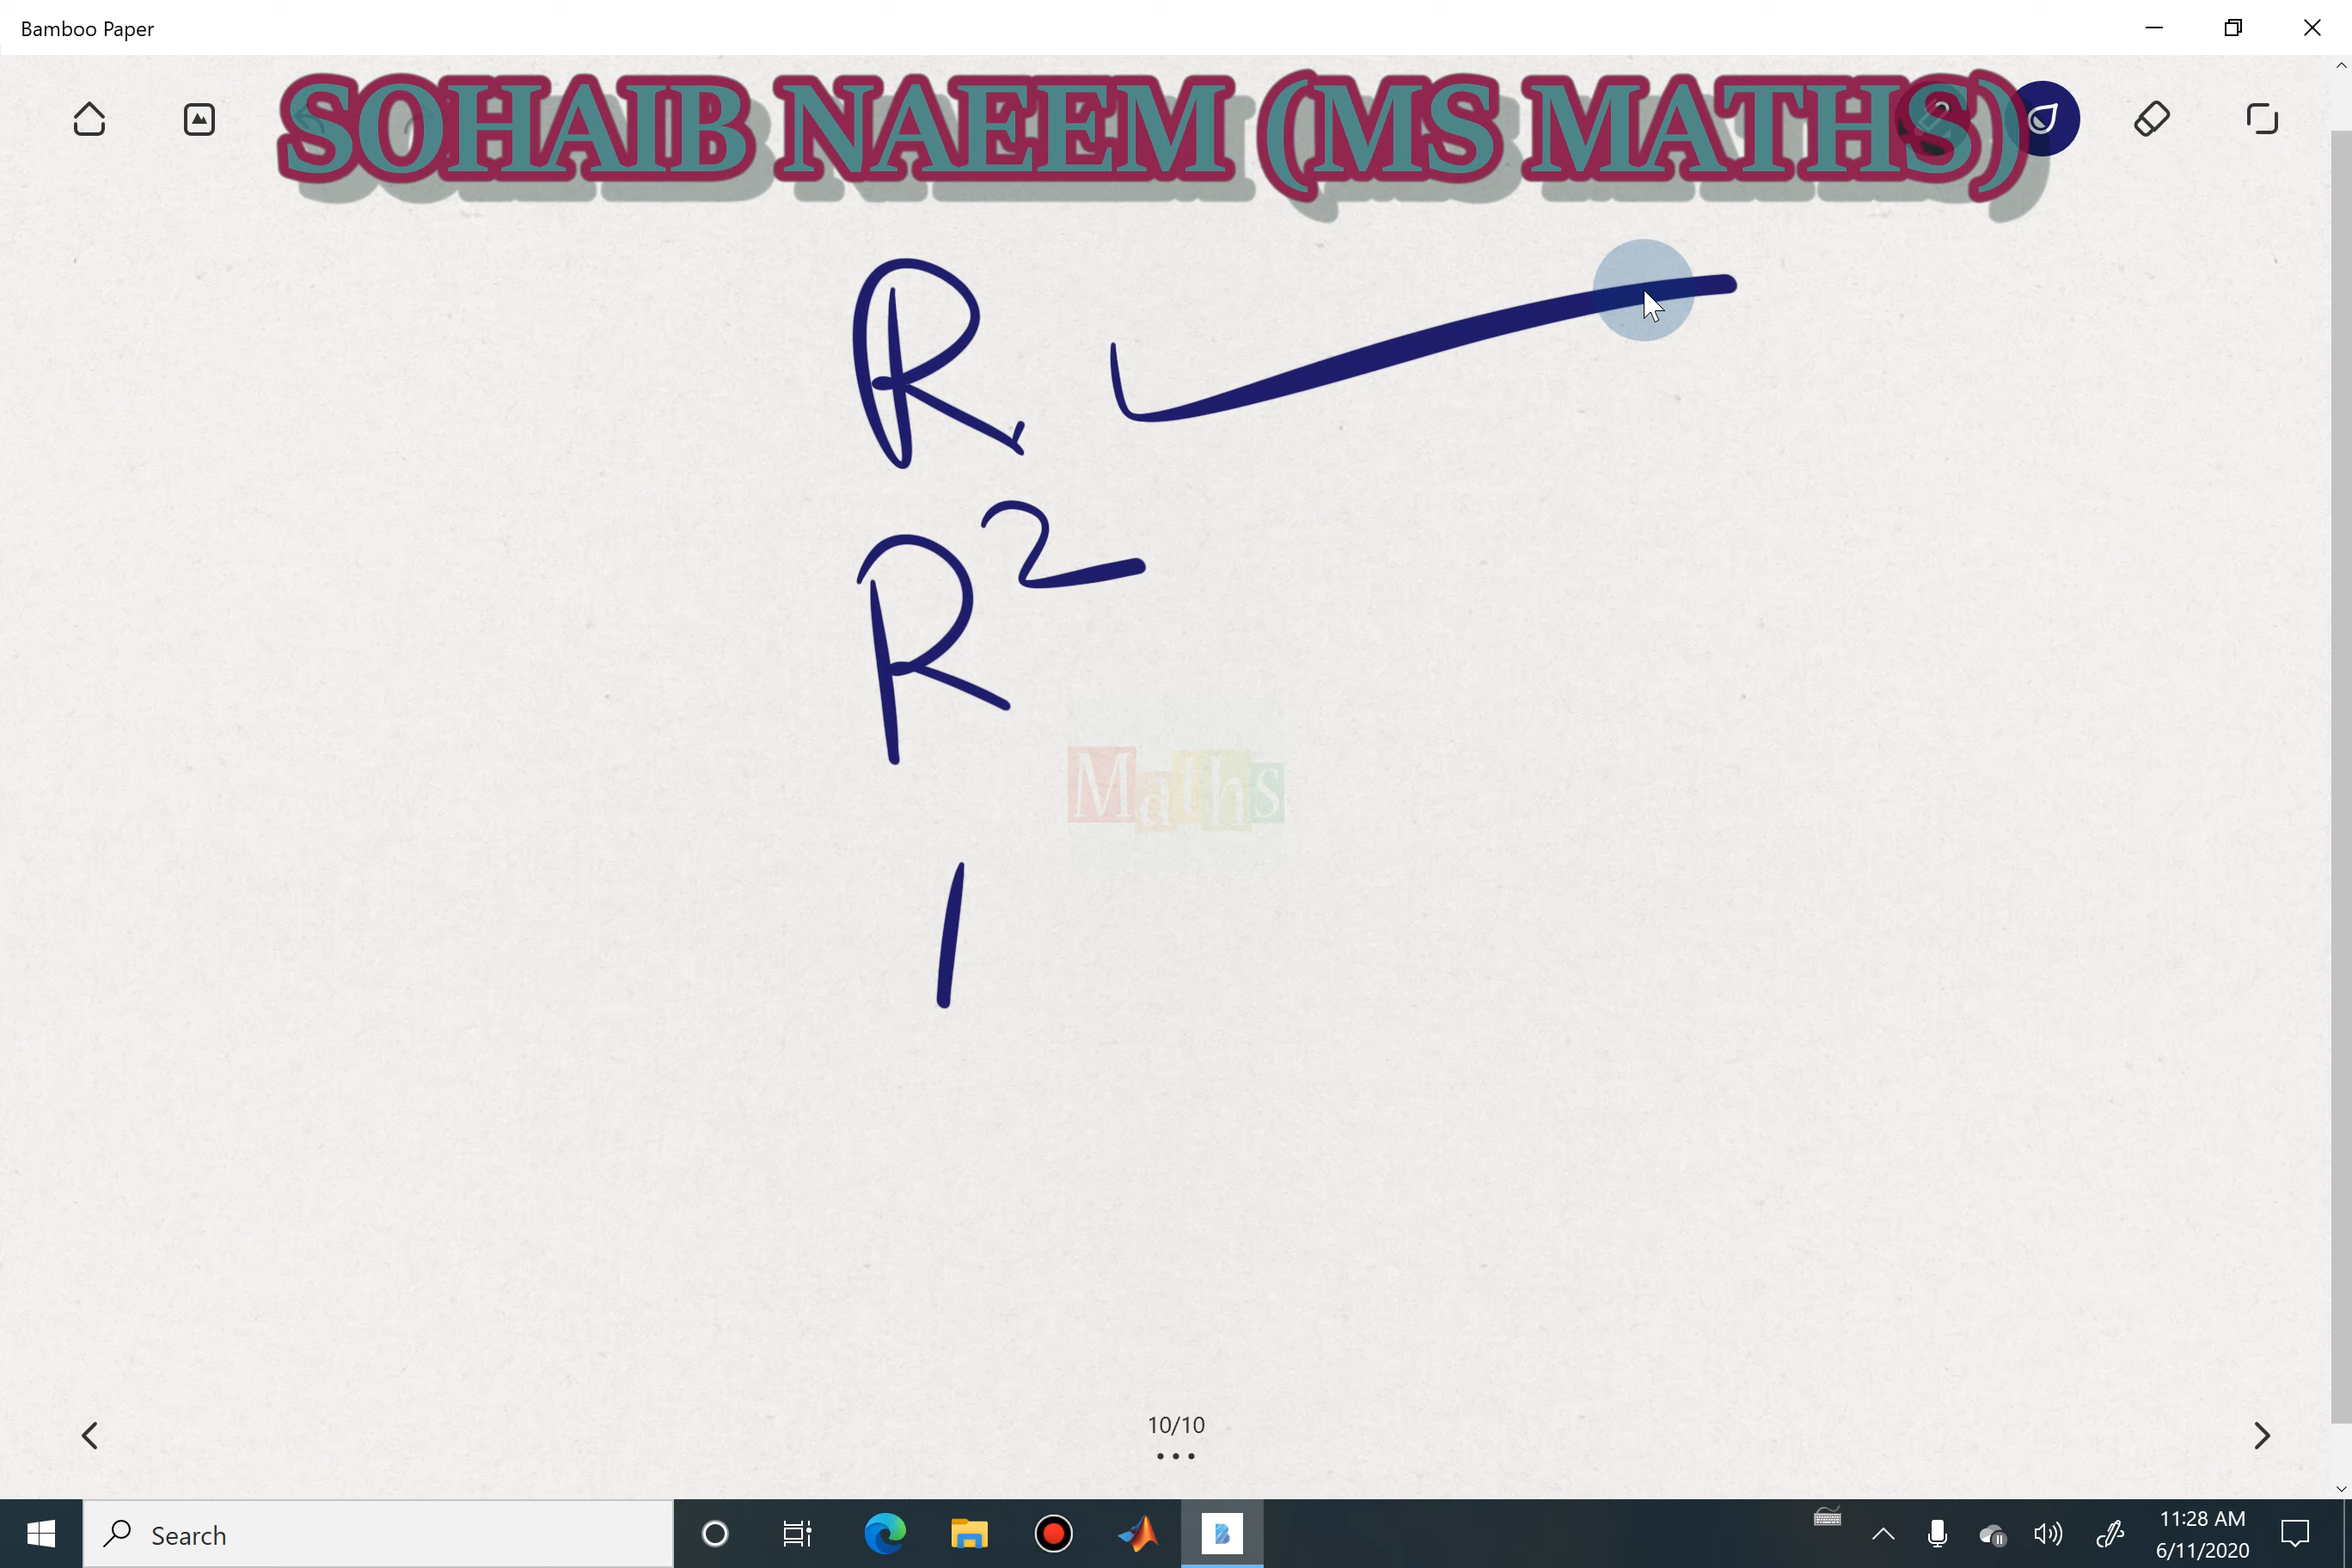 Bamboo Paper
SOHAIB NAEEM (MS MATHS)
R
R²
Maths
1
10/10
Search
11:28 AM
6/11/2020